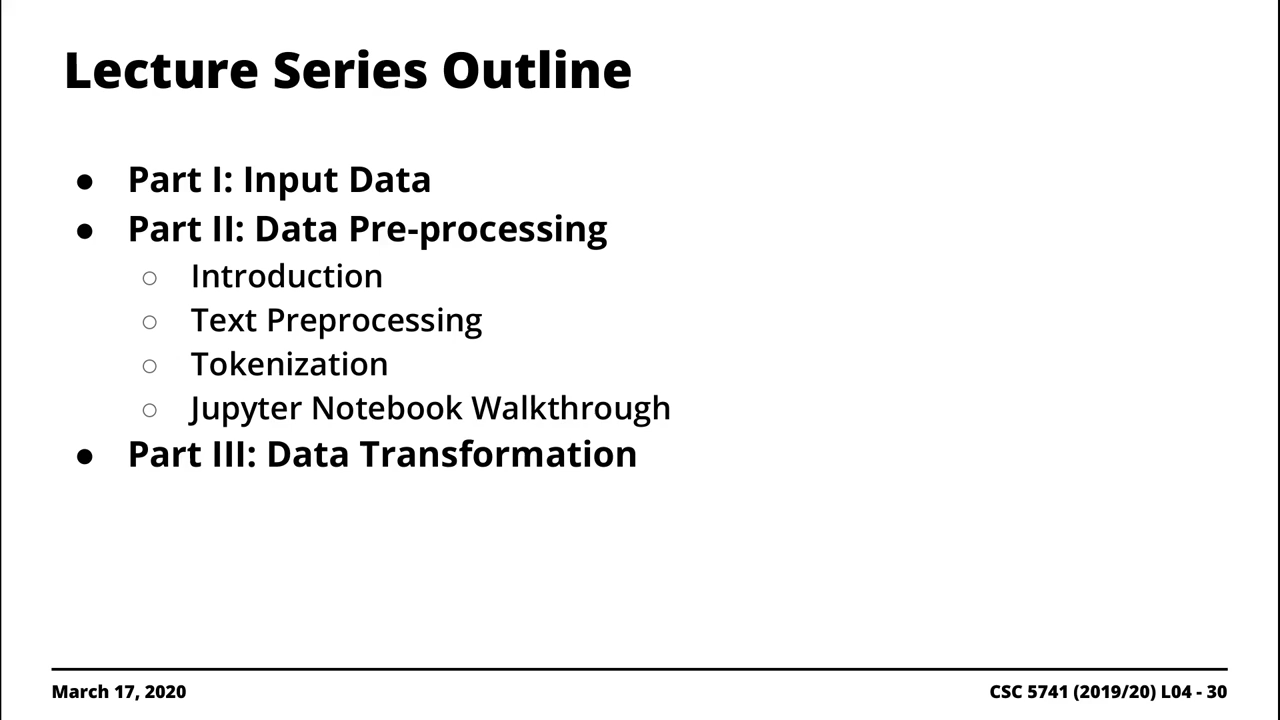 Lecture Series Outline
● Part I: Input Data
● Part II: Data Pre-processing
○ Introduction
○ Text Preprocessing
○ Tokenization
○ Jupyter Notebook Walkthrough
● Part III: Data Transformation
March 17, 2020
CSC 5741 (2019/20) L04 - 30